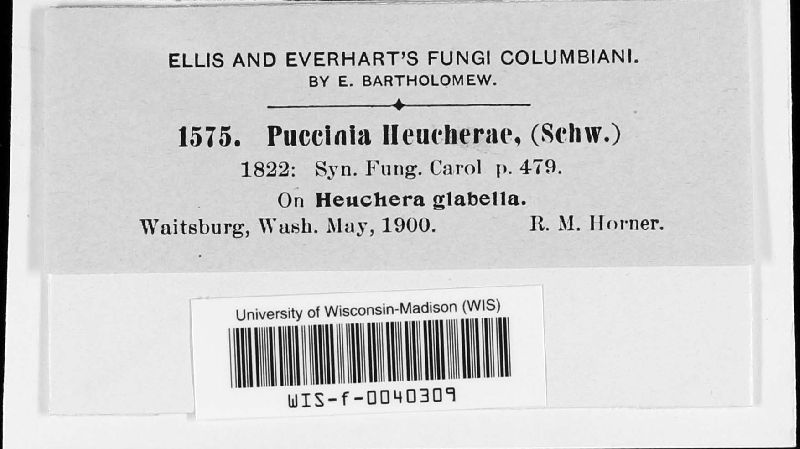 ELLIS AND EVERHART'S FUNGI COLUMBIANI.
BY E. BARTHOLOMEW.
1575. Puccinia Heucherae, (Schw.)
1822: Syn. Fung. Carol p. 479.
On Heuchera glabella.
Waitsburg, Wash. May, 1900. R. M. Horner.
University of Wisconsin-Madison (WIS)
WIS-f-0040309